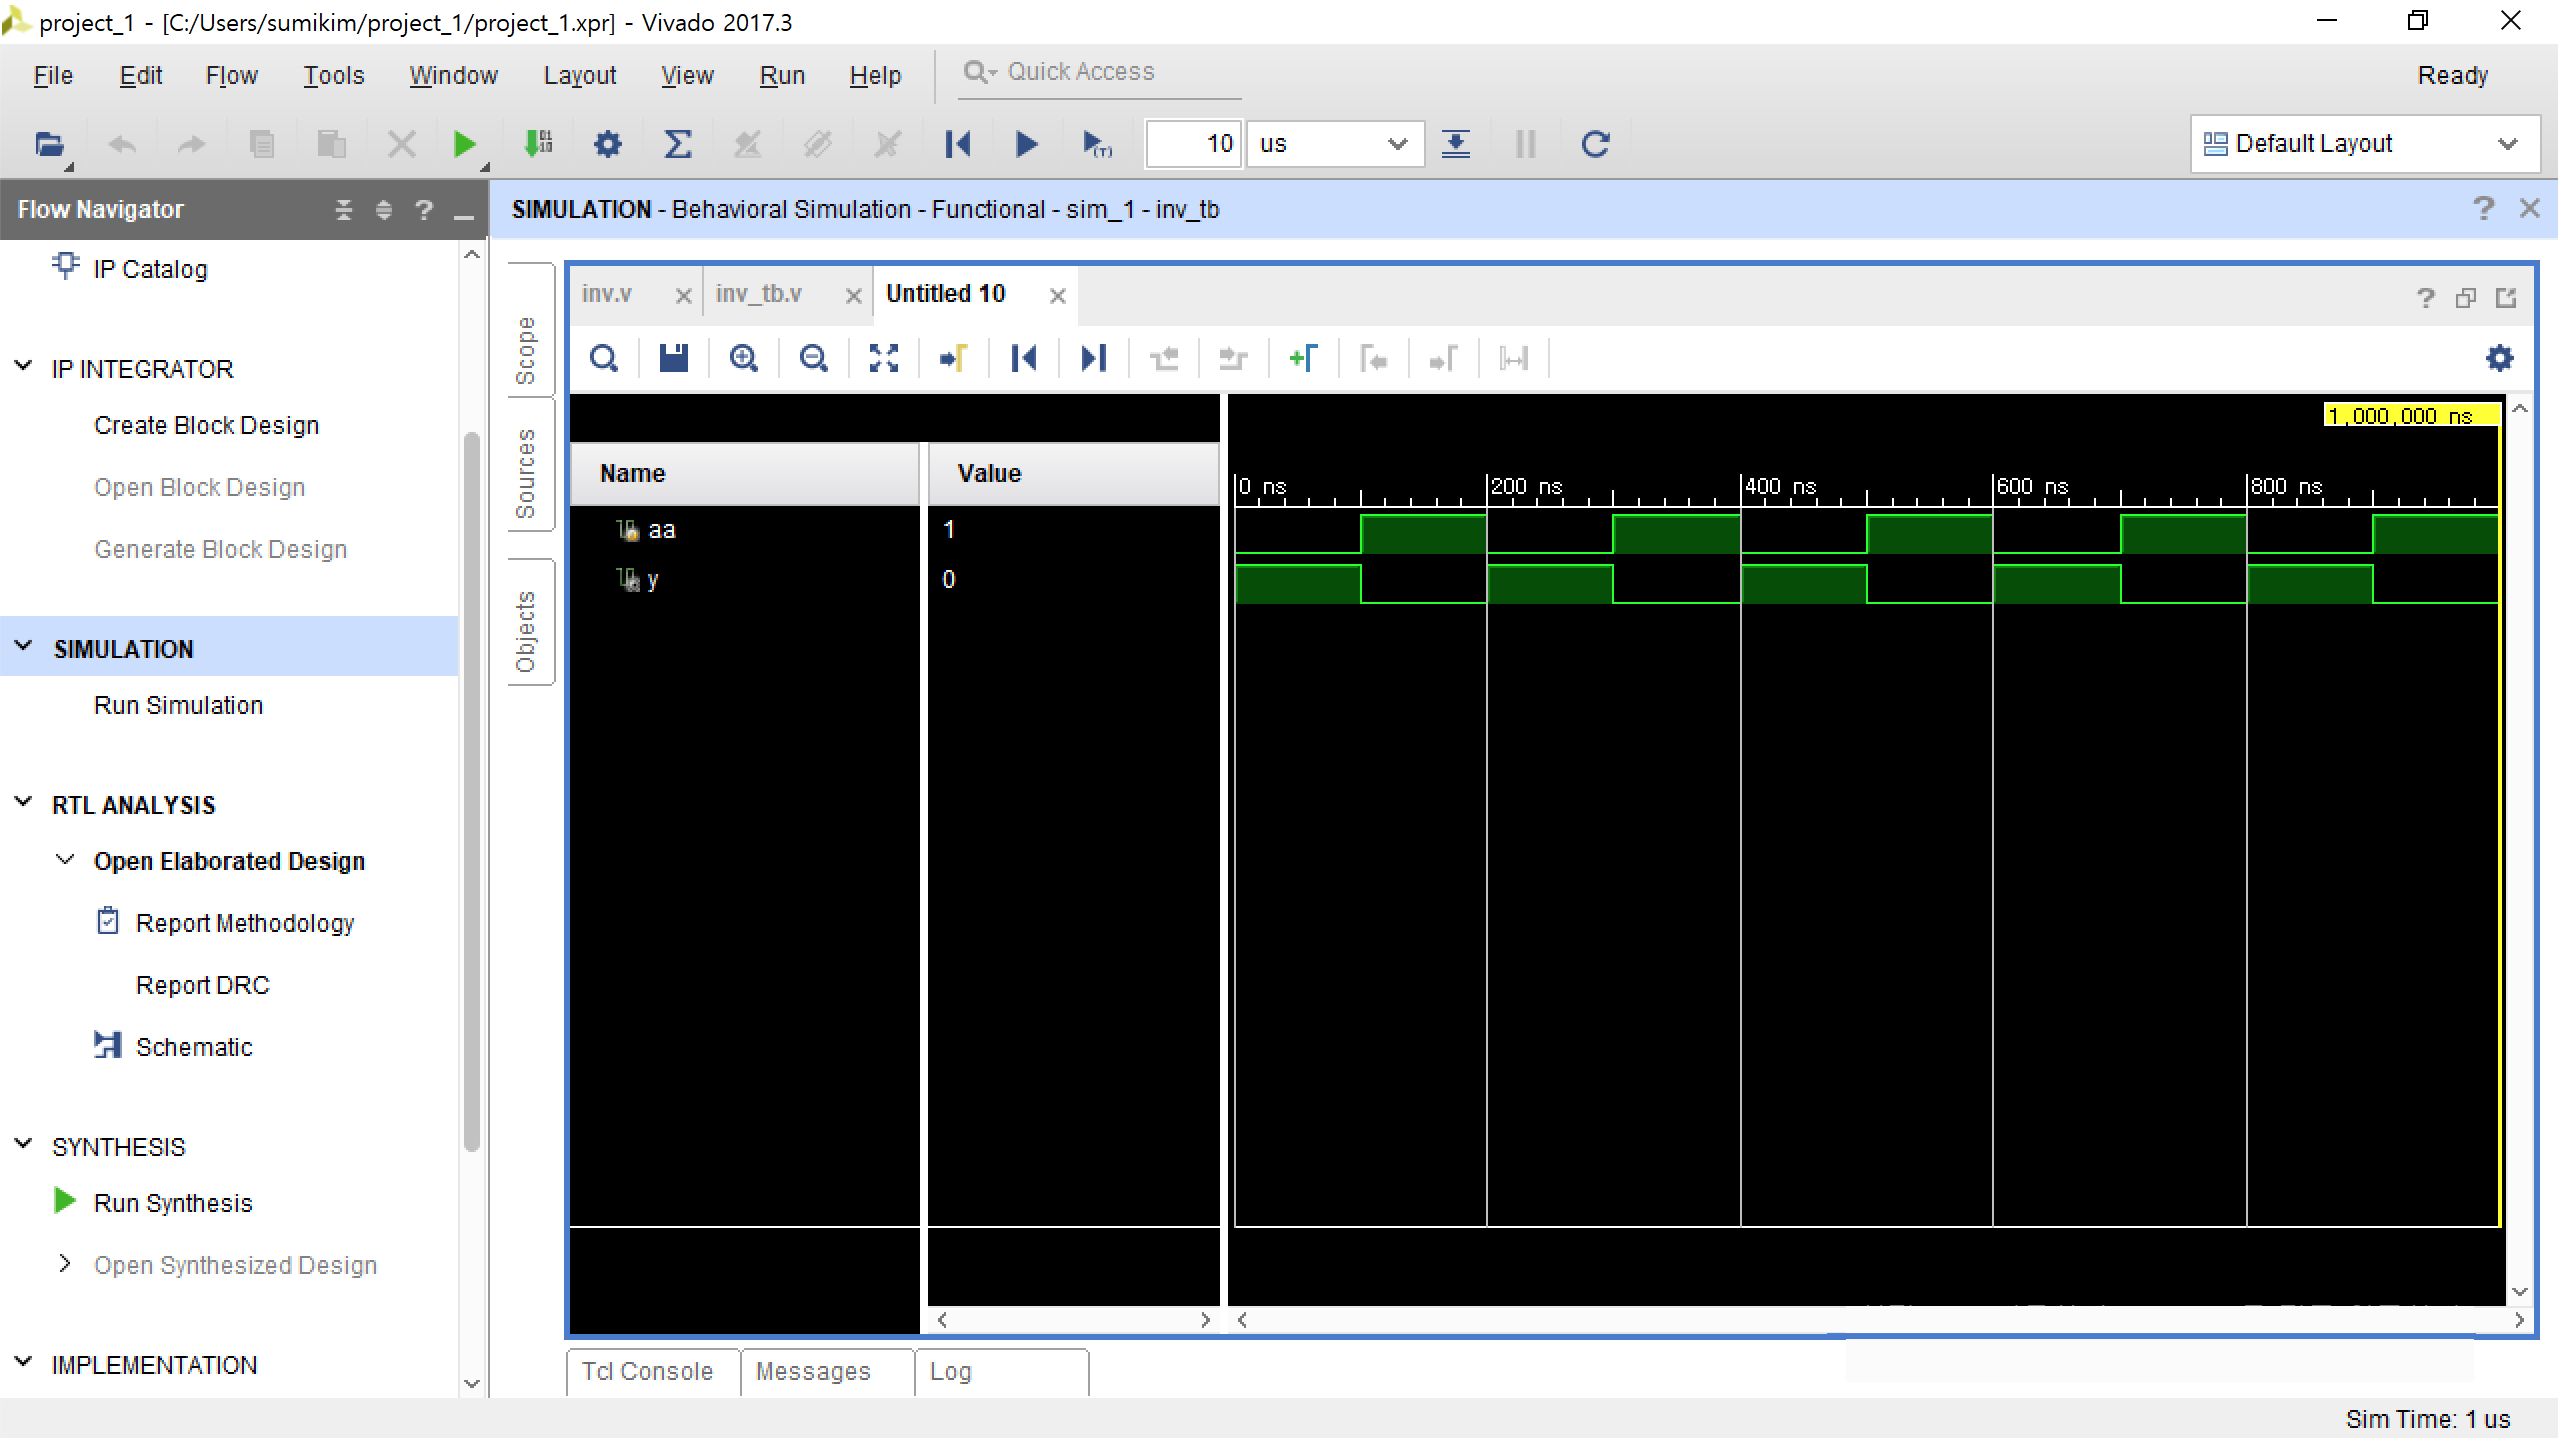 project_1 - [C:/Users/sumikim/project_1/project_1.xpr] - Vivado 2017.3
File Edit Flow Tools Window Layout View Run Help Quick Access Ready
10 us Default Layout
Flow Navigator
SIMULATION - Behavioral Simulation - Functional - sim_1 - inv_tb
IP Catalog
IP INTEGRATOR
Create Block Design
Open Block Design
Generate Block Design
SIMULATION
Run Simulation
RTL ANALYSIS
Open Elaborated Design
Report Methodology
Report DRC
Schematic
SYNTHESIS
Run Synthesis
Open Synthesized Design
IMPLEMENTATION
Scope
Sources
Objects
inv.v inv_tb.v Untitled 10
1,000,000 ns
Name Value
0 ns 200 ns 400 ns 600 ns 800 ns
aa 1
y 0
Tcl Console Messages Log
Sim Time: 1 us